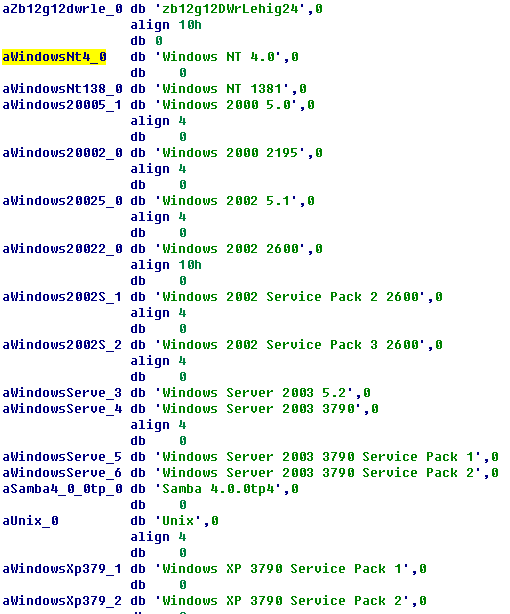 aZb12g12dwrle_0 db 'zb12g12DWrLehig24',0
align 10h
db 0
aWindowsNt4_0 db 'Windows NT 4.0',0
db 0
aWindowsNt138_0 db 'Windows NT 1381',0
aWindows20005_1 db 'Windows 2000 5.0',0
align 4
db 0
aWindows20002_0 db 'Windows 2000 2195',0
align 4
db 0
aWindows20025_0 db 'Windows 2002 5.1',0
align 4
db 0
aWindows20022_0 db 'Windows 2002 2600',0
align 10h
db 0
aWindows2002S_1 db 'Windows 2002 Service Pack 2 2600',0
align 4
db 0
aWindows2002S_2 db 'Windows 2002 Service Pack 3 2600',0
align 4
db 0
aWindowsServe_3 db 'Windows Server 2003 5.2',0
aWindowsServe_4 db 'Windows Server 2003 3790',0
align 4
db 0
aWindowsServe_5 db 'Windows Server 2003 3790 Service Pack 1',0
aWindowsServe_6 db 'Windows Server 2003 3790 Service Pack 2',0
aSamba4_0_0tp_0 db 'Samba 4.0.0tp4',0
db 0
aUnix_0 db 'Unix',0
align 4
db 0
aWindowsXp379_1 db 'Windows XP 3790 Service Pack 1',0
db 0
aWindowsXp379_2 db 'Windows XP 3790 Service Pack 2',0